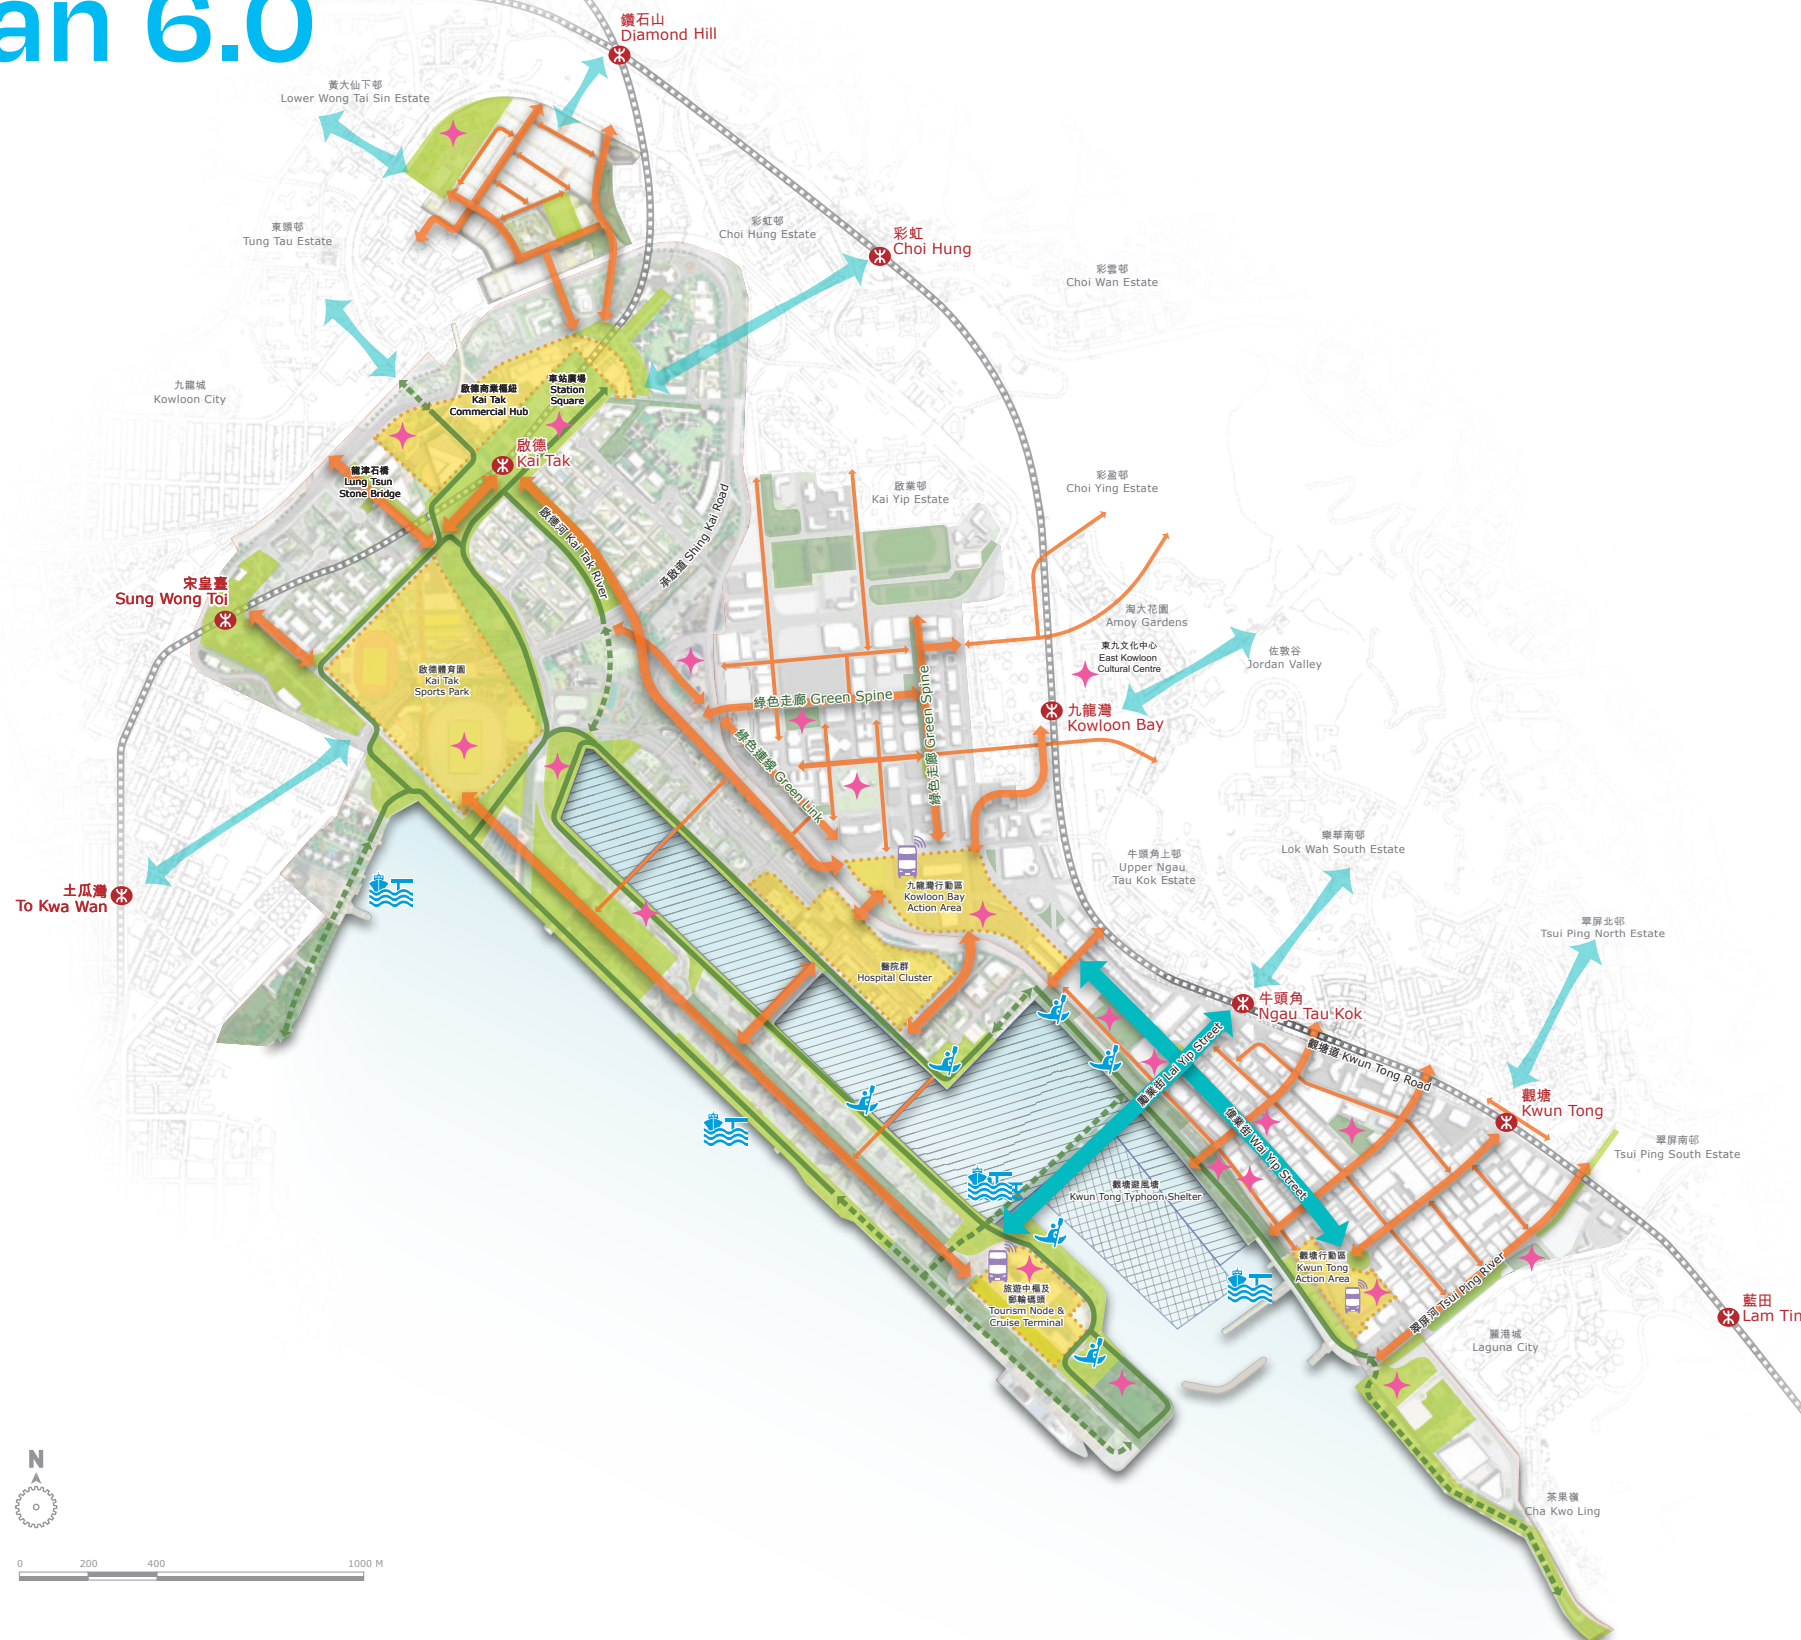 an 6.0
鑽石山
Diamond Hill
黃大仙下邨
Lower Wong Tai Sin Estate
東頭邨
Tung Tau Estate
彩虹邨
Choi Hung Estate
彩虹
Choi Hung
彩雲邨
Choi Wan Estate
九龍城
Kowloon City
啟德商業樞紐
Kai Tak
Commercial Hub
車站廣場
Station
Square
啟德
Kai Tak
龍津石橋
Lung Tsun
Stone Bridge
啟德河 Kai Tak River
承啟道 Shing Kai Road
啟業邨
Kai Yip Estate
彩盈邨
Choi Ying Estate
宋皇臺
Sung Wong Toi
淘大花園
Amoy Gardens
東九文化中心
East Kowloon
Cultural Centre
佐敦谷
Jordan Valley
啟德體育園
Kai Tak
Sports Park
綠色走廊 Green Spine
綠色走廊 Green Spine
綠色連線 Green Link
九龍灣
Kowloon Bay
土瓜灣
To Kwa Wan
牛頭角上邨
Upper Ngau
Tau Kok Estate
樂華南邨
Lok Wah South Estate
九龍灣行動區
Kowloon Bay
Action Area
翠屏北邨
Tsui Ping North Estate
醫院群
Hospital Cluster
牛頭角
Ngau Tau Kok
勵業街 Lai Yip Street
觀塘道 Kwun Tong Road
觀塘
Kwun Tong
偉業街 Wai Yip Street
翠屏南邨
Tsui Ping South Estate
觀塘避風塘
Kwun Tong Typhoon Shelter
觀塘行動區
Kwun Tong
Action Area
翠屏河 Tsui Ping River
旅遊中樞及
郵輪碼頭
Tourism Node &
Cruise Terminal
藍田
Lam Tin
麗港城
Laguna City
茶果嶺
Cha Kwo Ling
N
0 200 400 1000 M